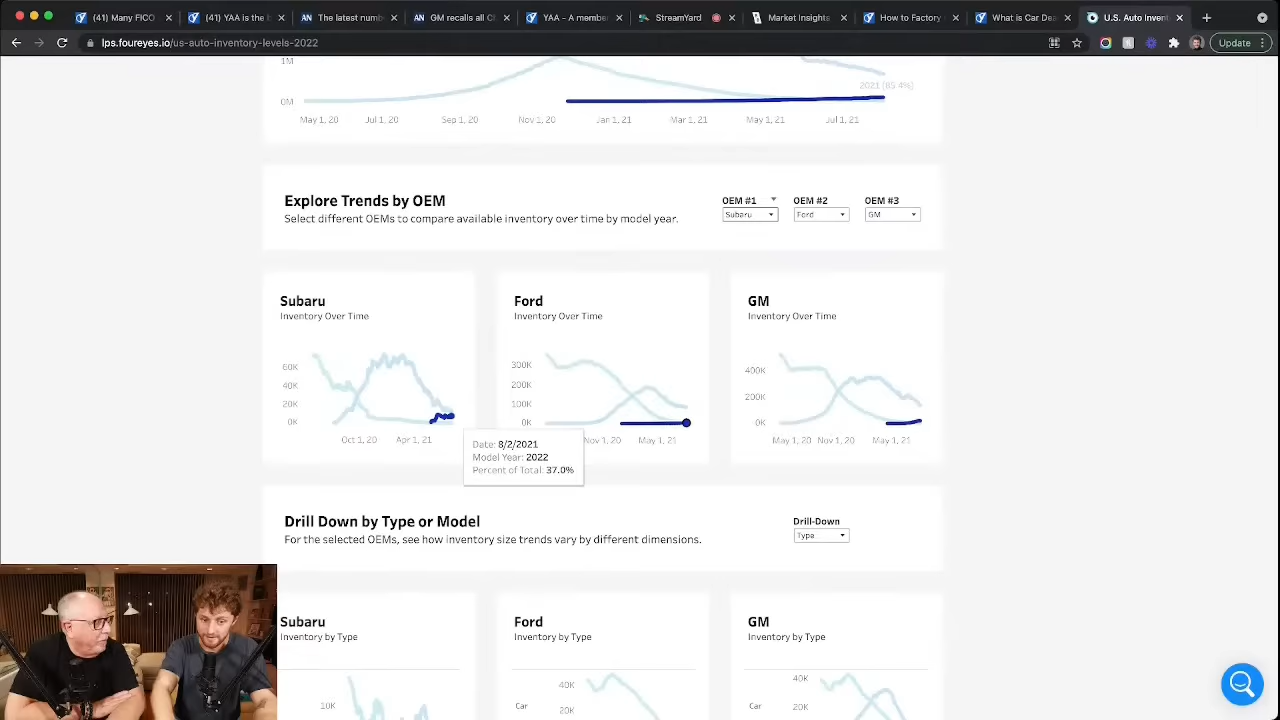 (41) Many FICO
(41) YAA is the b
The latest numb
GM recalls all C
YAA - A member
StreamYard
Market Insights
How to Factory
What is Car Dea
U.S. Auto Invent
lps.foureyes.io/us-auto-inventory-levels-2022
Update
1M
2021 (85.4%)
0M
May 1, 20 Jul 1, 20 Sep 1, 20 Nov 1, 20 Jan 1, 21 Mar 1, 21 May 1, 21 Jul 1, 21
Explore Trends by OEM
Select different OEMs to compare available inventory over time by model year.
OEM #1 OEM #2 OEM #3
Subaru Ford GM
Subaru
Inventory Over Time
60K
40K
20K
0K
Oct 1, 20 Apr 1, 21
Ford
Inventory Over Time
300K
200K
100K
0K
Nov 1, 20 May 1, 21
GM
Inventory Over Time
400K
200K
0K
May 1, 20 Nov 1, 20 May 1, 21
Date: 8/2/2021
Model Year: 2022
Percent of Total: 37.0%
Drill Down by Type or Model
For the selected OEMs, see how inventory size trends vary by different dimensions.
Drill-Down
Type
Subaru
Inventory by Type
10K
Ford
Inventory by Type
40K
Car
20K
GM
Inventory by Type
40K
Car
20K